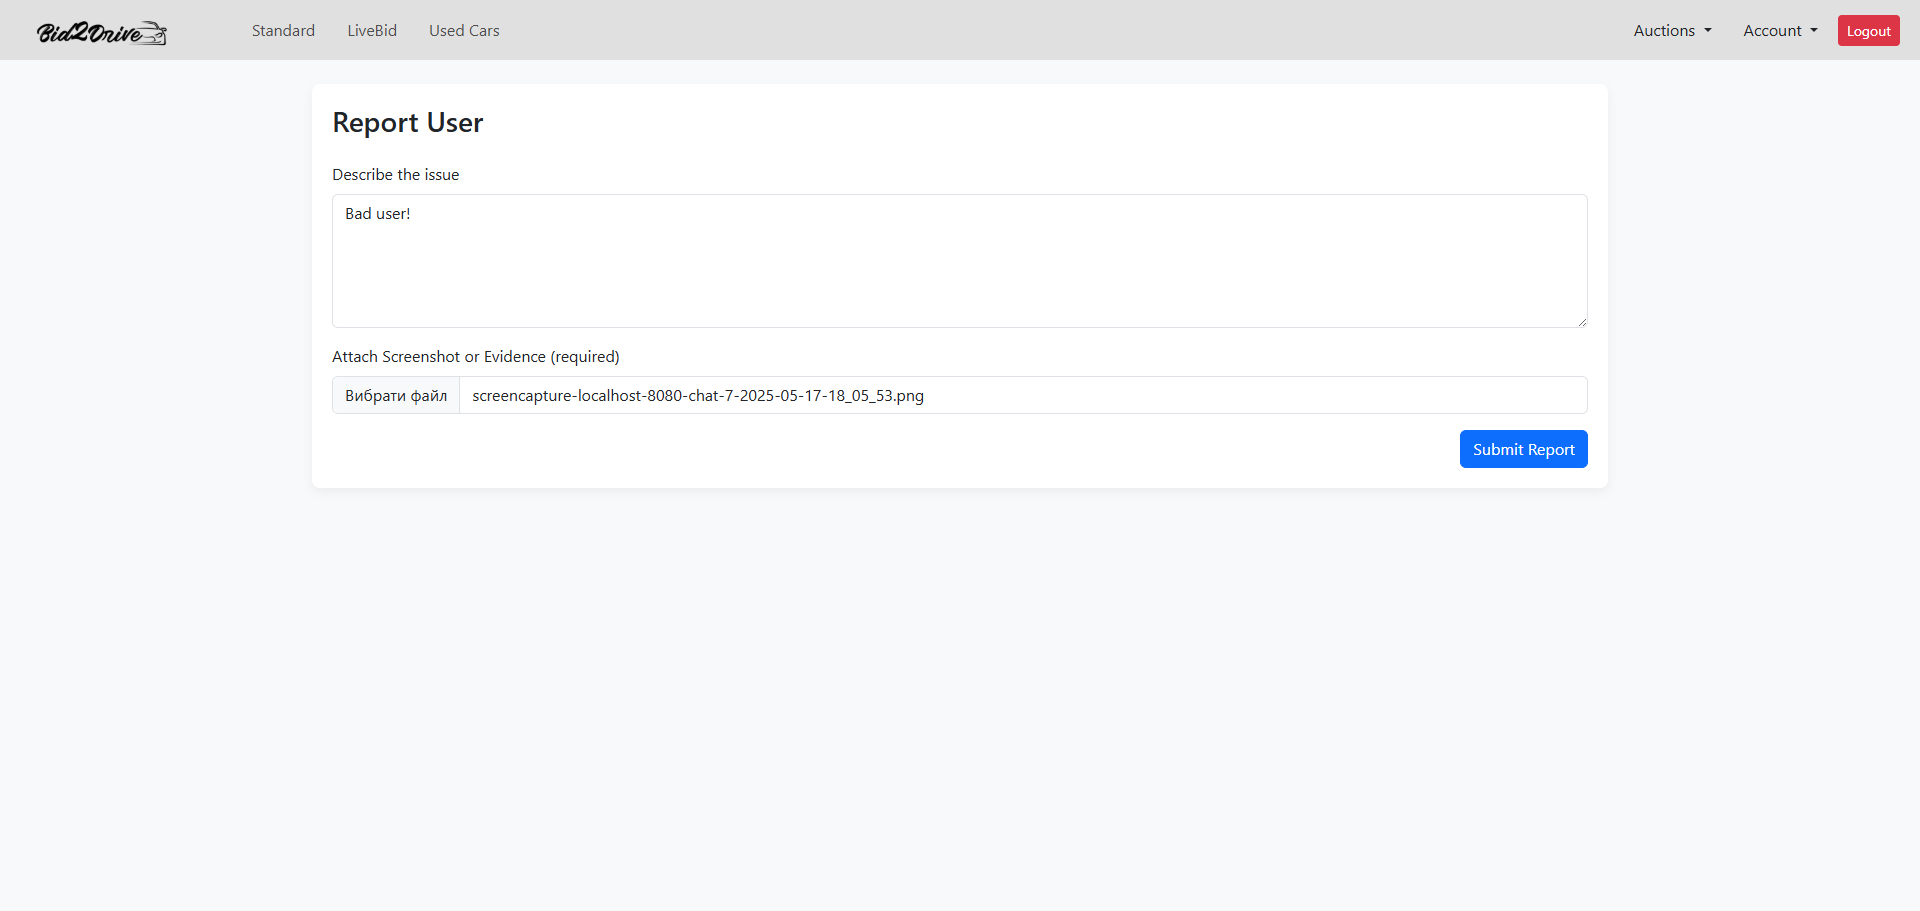 Bid2Drive Standard LiveBid Used Cars Auctions Account Logout
Report User
Describe the issue
Bad user!
Attach Screenshot or Evidence (required)
Вибрати файл screencapture-localhost-8080-chat-7-2025-05-17-18_05_53.png
Submit Report